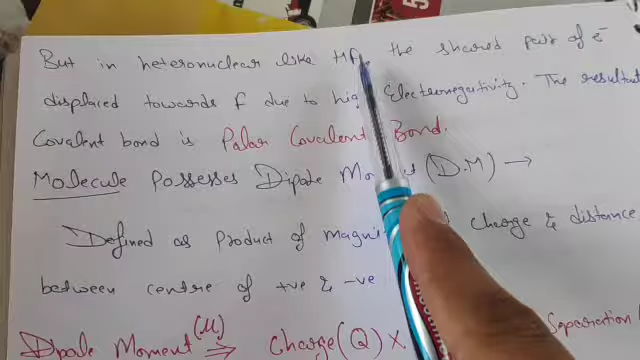 But in heteronuclear like HF, the shared pair of e-
displaced towards F due to high Electronegativity. The resultant
Covalent bond is Polar Covalent Bond.
Molecule Possesses Dipole (D.M) →
Defined as Product of charge & distance
between centre of +ve & -ve
Dipole Moment (μ) ⇒ Charge (Q) × Separation